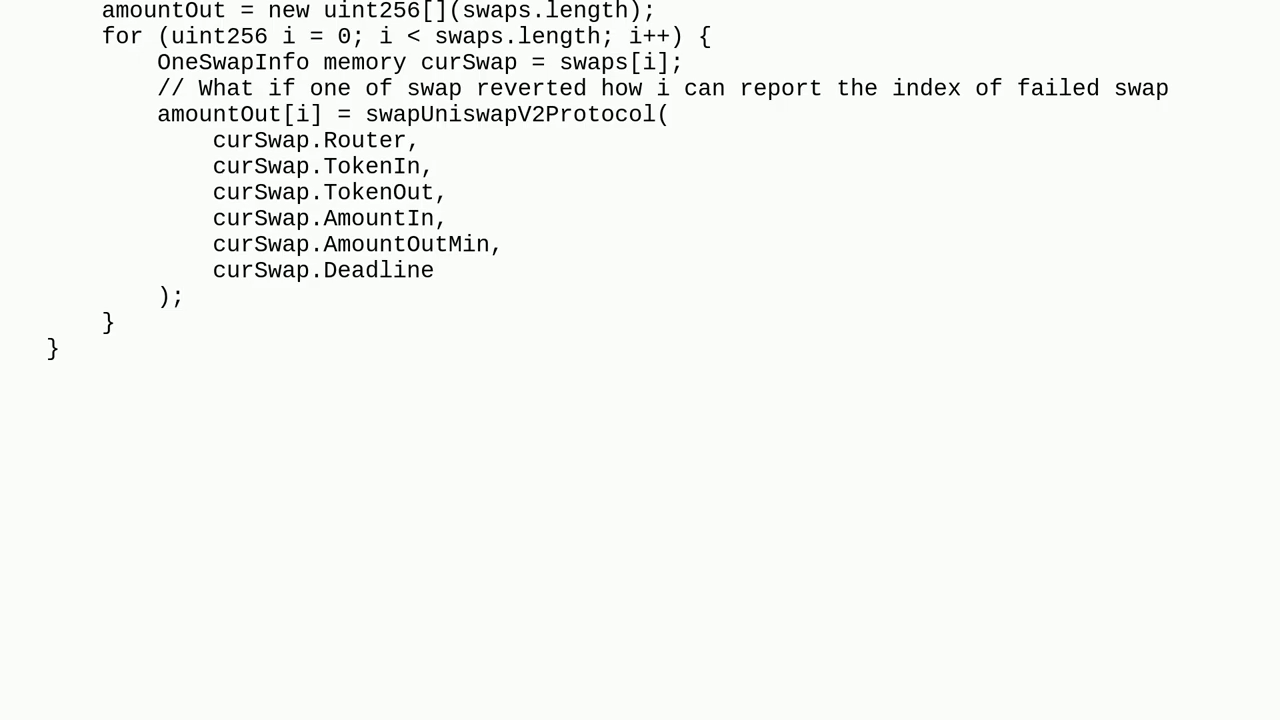 amountOut = new uint256[](swaps.length);
for (uint256 i = 0; i < swaps.length; i++) {
OneSwapInfo memory curSwap = swaps[i];
// What if one of swap reverted how i can report the index of failed swap
amountOut[i] = swapUniswapV2Protocol(
curSwap.Router,
curSwap.TokenIn,
curSwap.TokenOut,
curSwap.AmountIn,
curSwap.AmountOutMin,
curSwap.Deadline
);
}
}